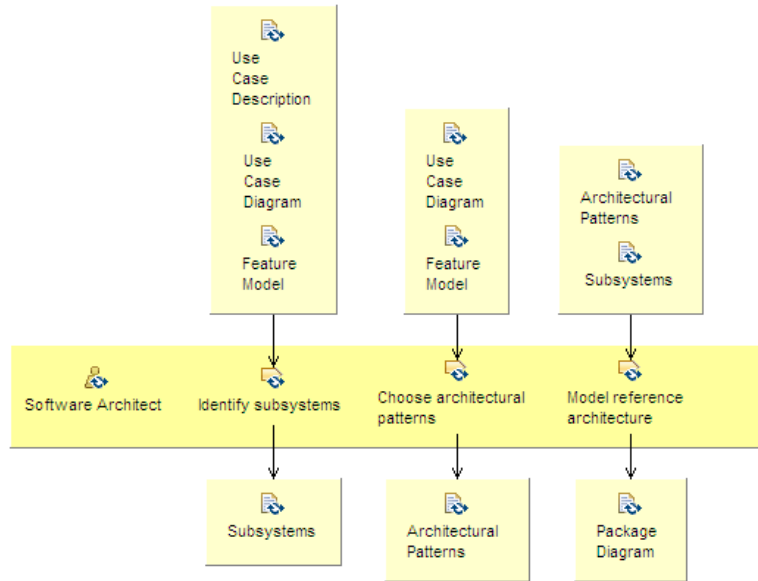 Use
Case
Description
Use
Case
Diagram
Feature
Model
Use
Case
Diagram
Feature
Model
Architectural
Patterns
Subsystems
Software Architect
Identify subsystems
Choose architectural
patterns
Model reference
architecture
Subsystems
Architectural
Patterns
Package
Diagram